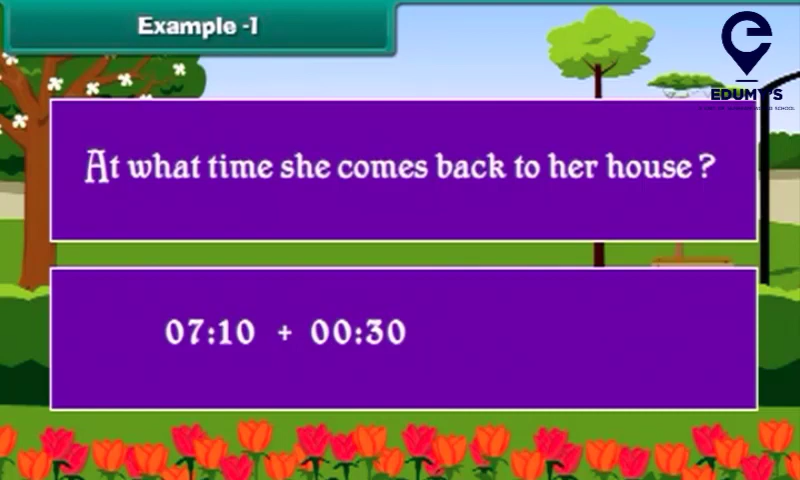 Example -1
EDUMYS
At what time she comes back to her house ?
07:10 + 00:30